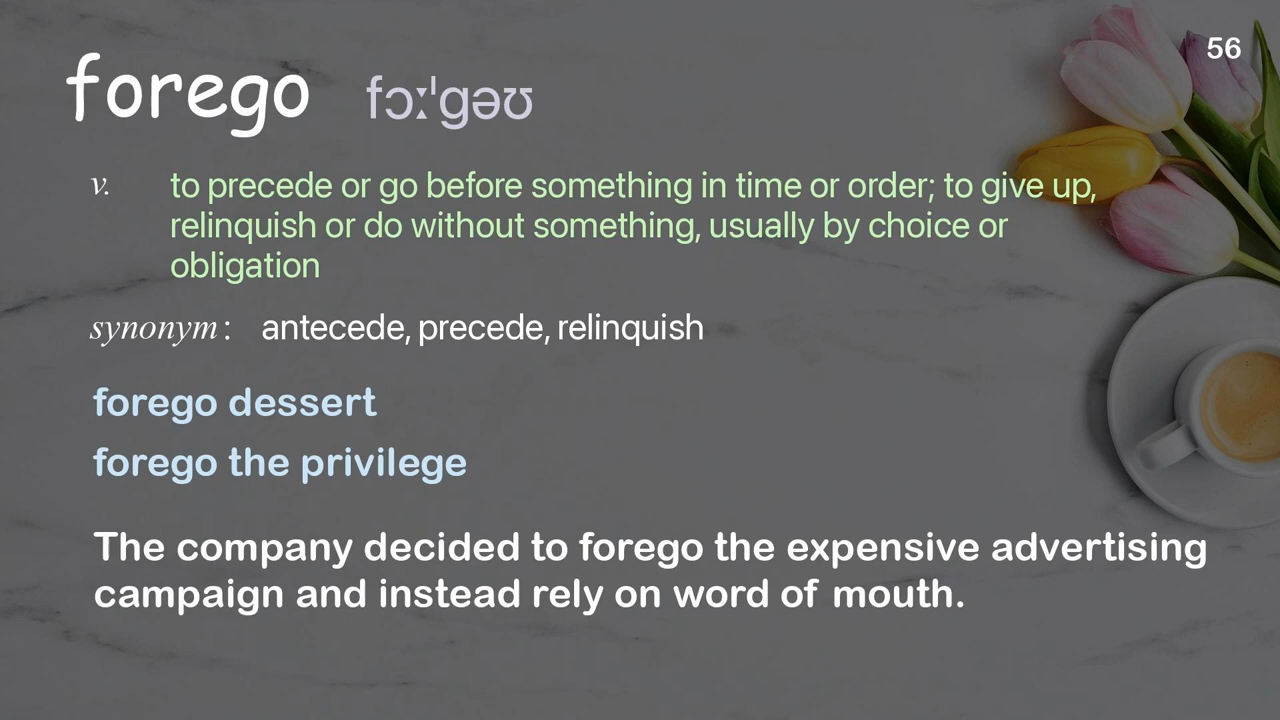 56
forego fɔːˈgəʊ
v. to precede or go before something in time or order; to give up,
relinquish or do without something, usually by choice or
obligation
synonym: antecede, precede, relinquish
forego dessert
forego the privilege
The company decided to forego the expensive advertising
campaign and instead rely on word of mouth.